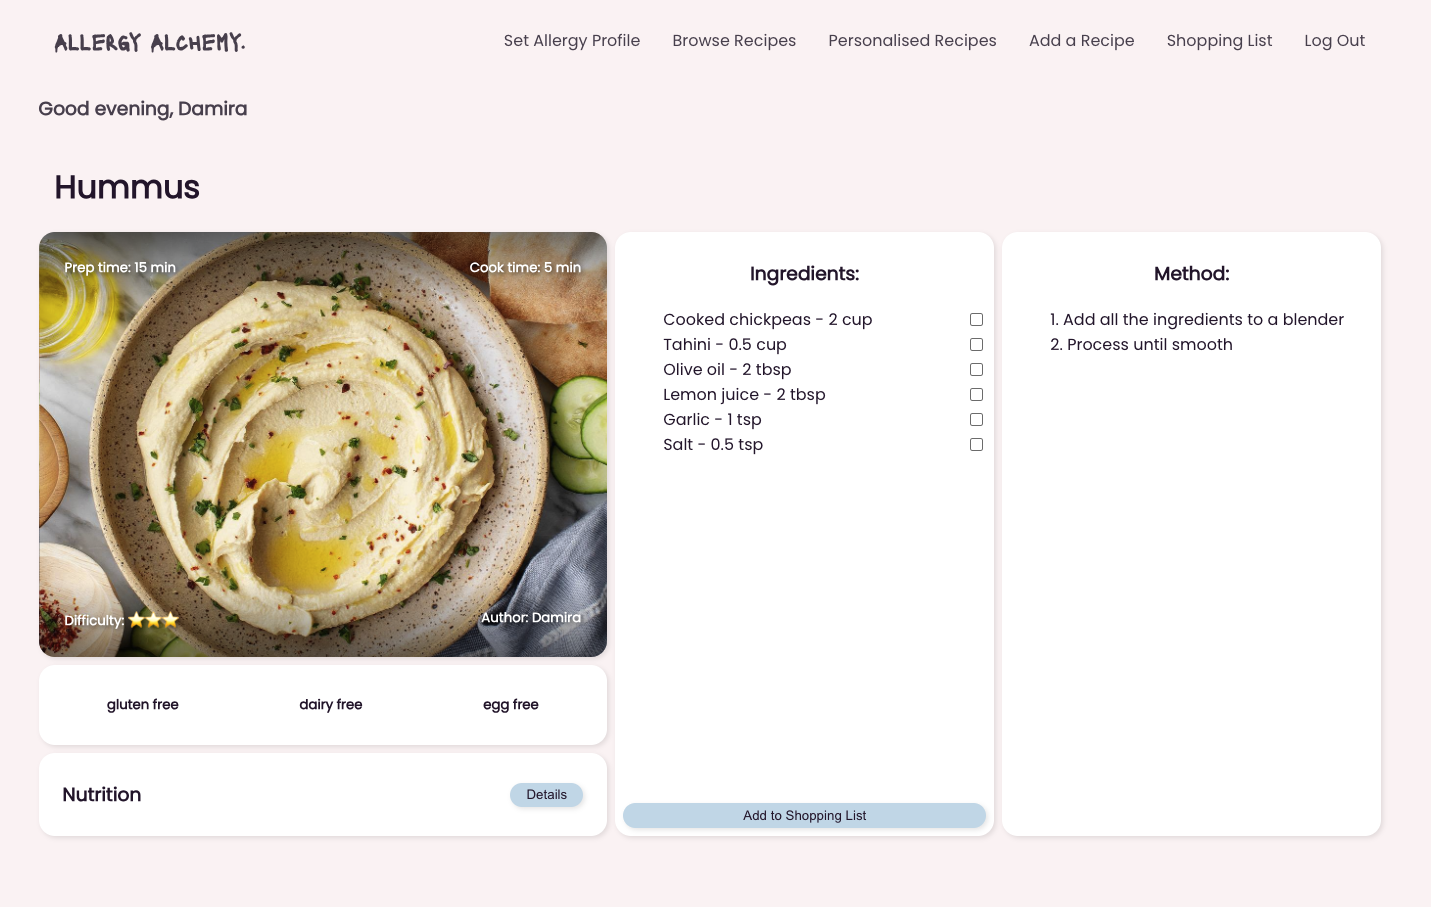 ALLERGY ALCHEMY.
Set Allergy Profile
Browse Recipes
Personalised Recipes
Add a Recipe
Shopping List
Log Out
Good evening, Damira
Hummus
Prep time: 15 min
Cook time: 5 min
Difficulty: ⭐⭐⭐
Author: Damira
gluten free
dairy free
egg free
Nutrition
Details
Ingredients:
Cooked chickpeas - 2 cup
Tahini - 0.5 cup
Olive oil - 2 tbsp
Lemon juice - 2 tbsp
Garlic - 1 tsp
Salt - 0.5 tsp
Add to Shopping List
Method:
1. Add all the ingredients to a blender
2. Process until smooth